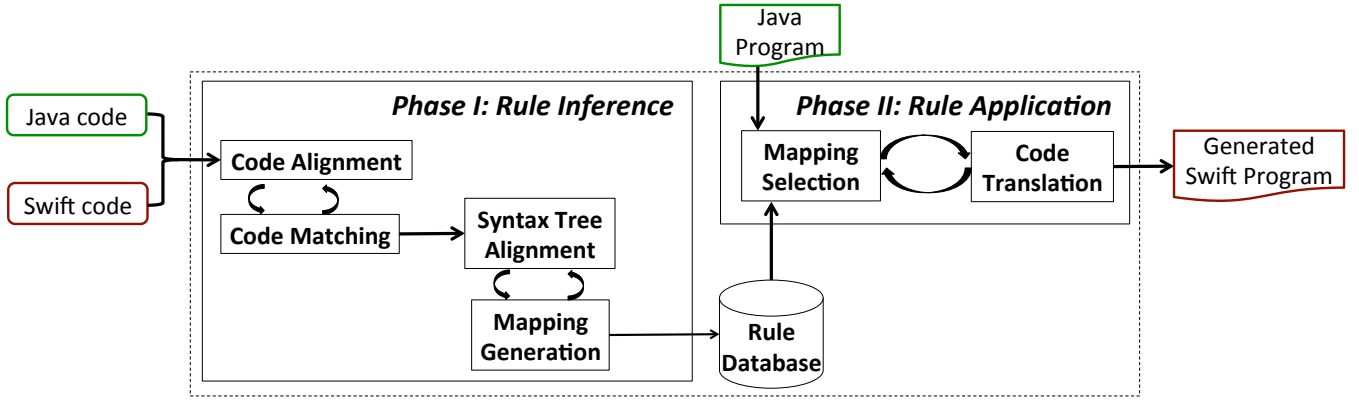 Java
Program
Phase I: Rule Inference
Phase II: Rule Application
Java code
Swift code
Code Alignment
Code Matching
Syntax Tree
Alignment
Mapping
Generation
Rule
Database
Mapping
Selection
Code
Translation
Generated
Swift Program